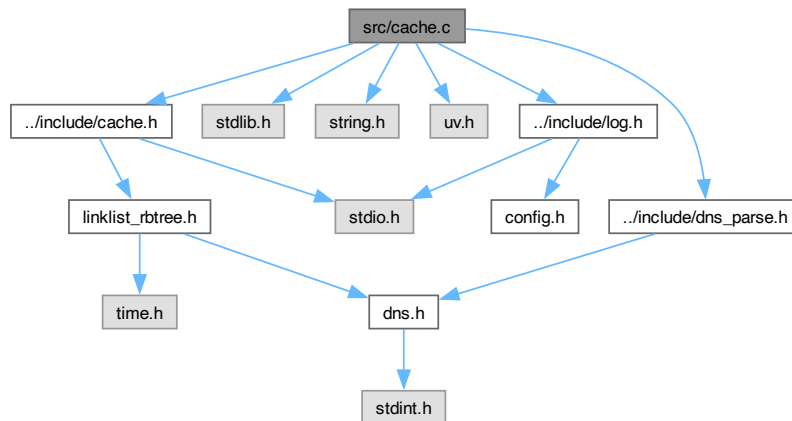 src/cache.c
../include/cache.h
stdlib.h
string.h
uv.h
../include/log.h
linklist_rbtree.h
stdio.h
config.h
../include/dns_parse.h
time.h
dns.h
stdint.h